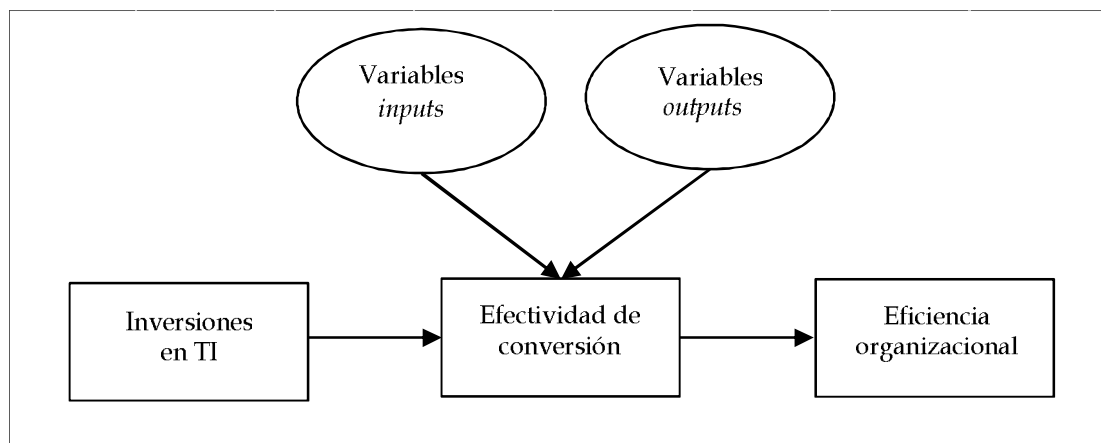 Variables
inputs
Variables
outputs
Inversiones
en TI
Efectividad de
conversión
Eficiencia
organizacional